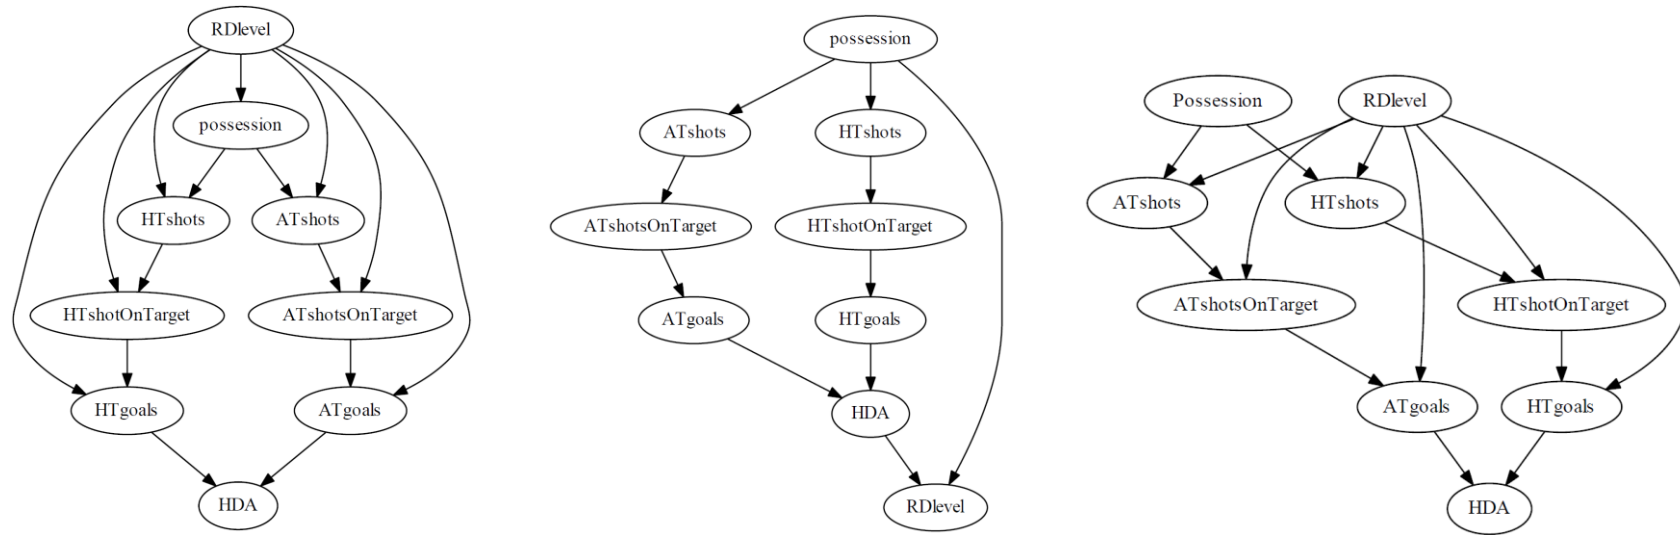 RDlevel
possession
HTshots
ATshots
HTshotOnTarget
ATshotsOnTarget
HTgoals
ATgoals
HDA
possession
ATshots
HTshots
ATshotsOnTarget
HTshotOnTarget
ATgoals
HTgoals
HDA
RDlevel
Possession
RDlevel
ATshots
HTshots
ATshotsOnTarget
HTshotOnTarget
ATgoals
HTgoals
HDA